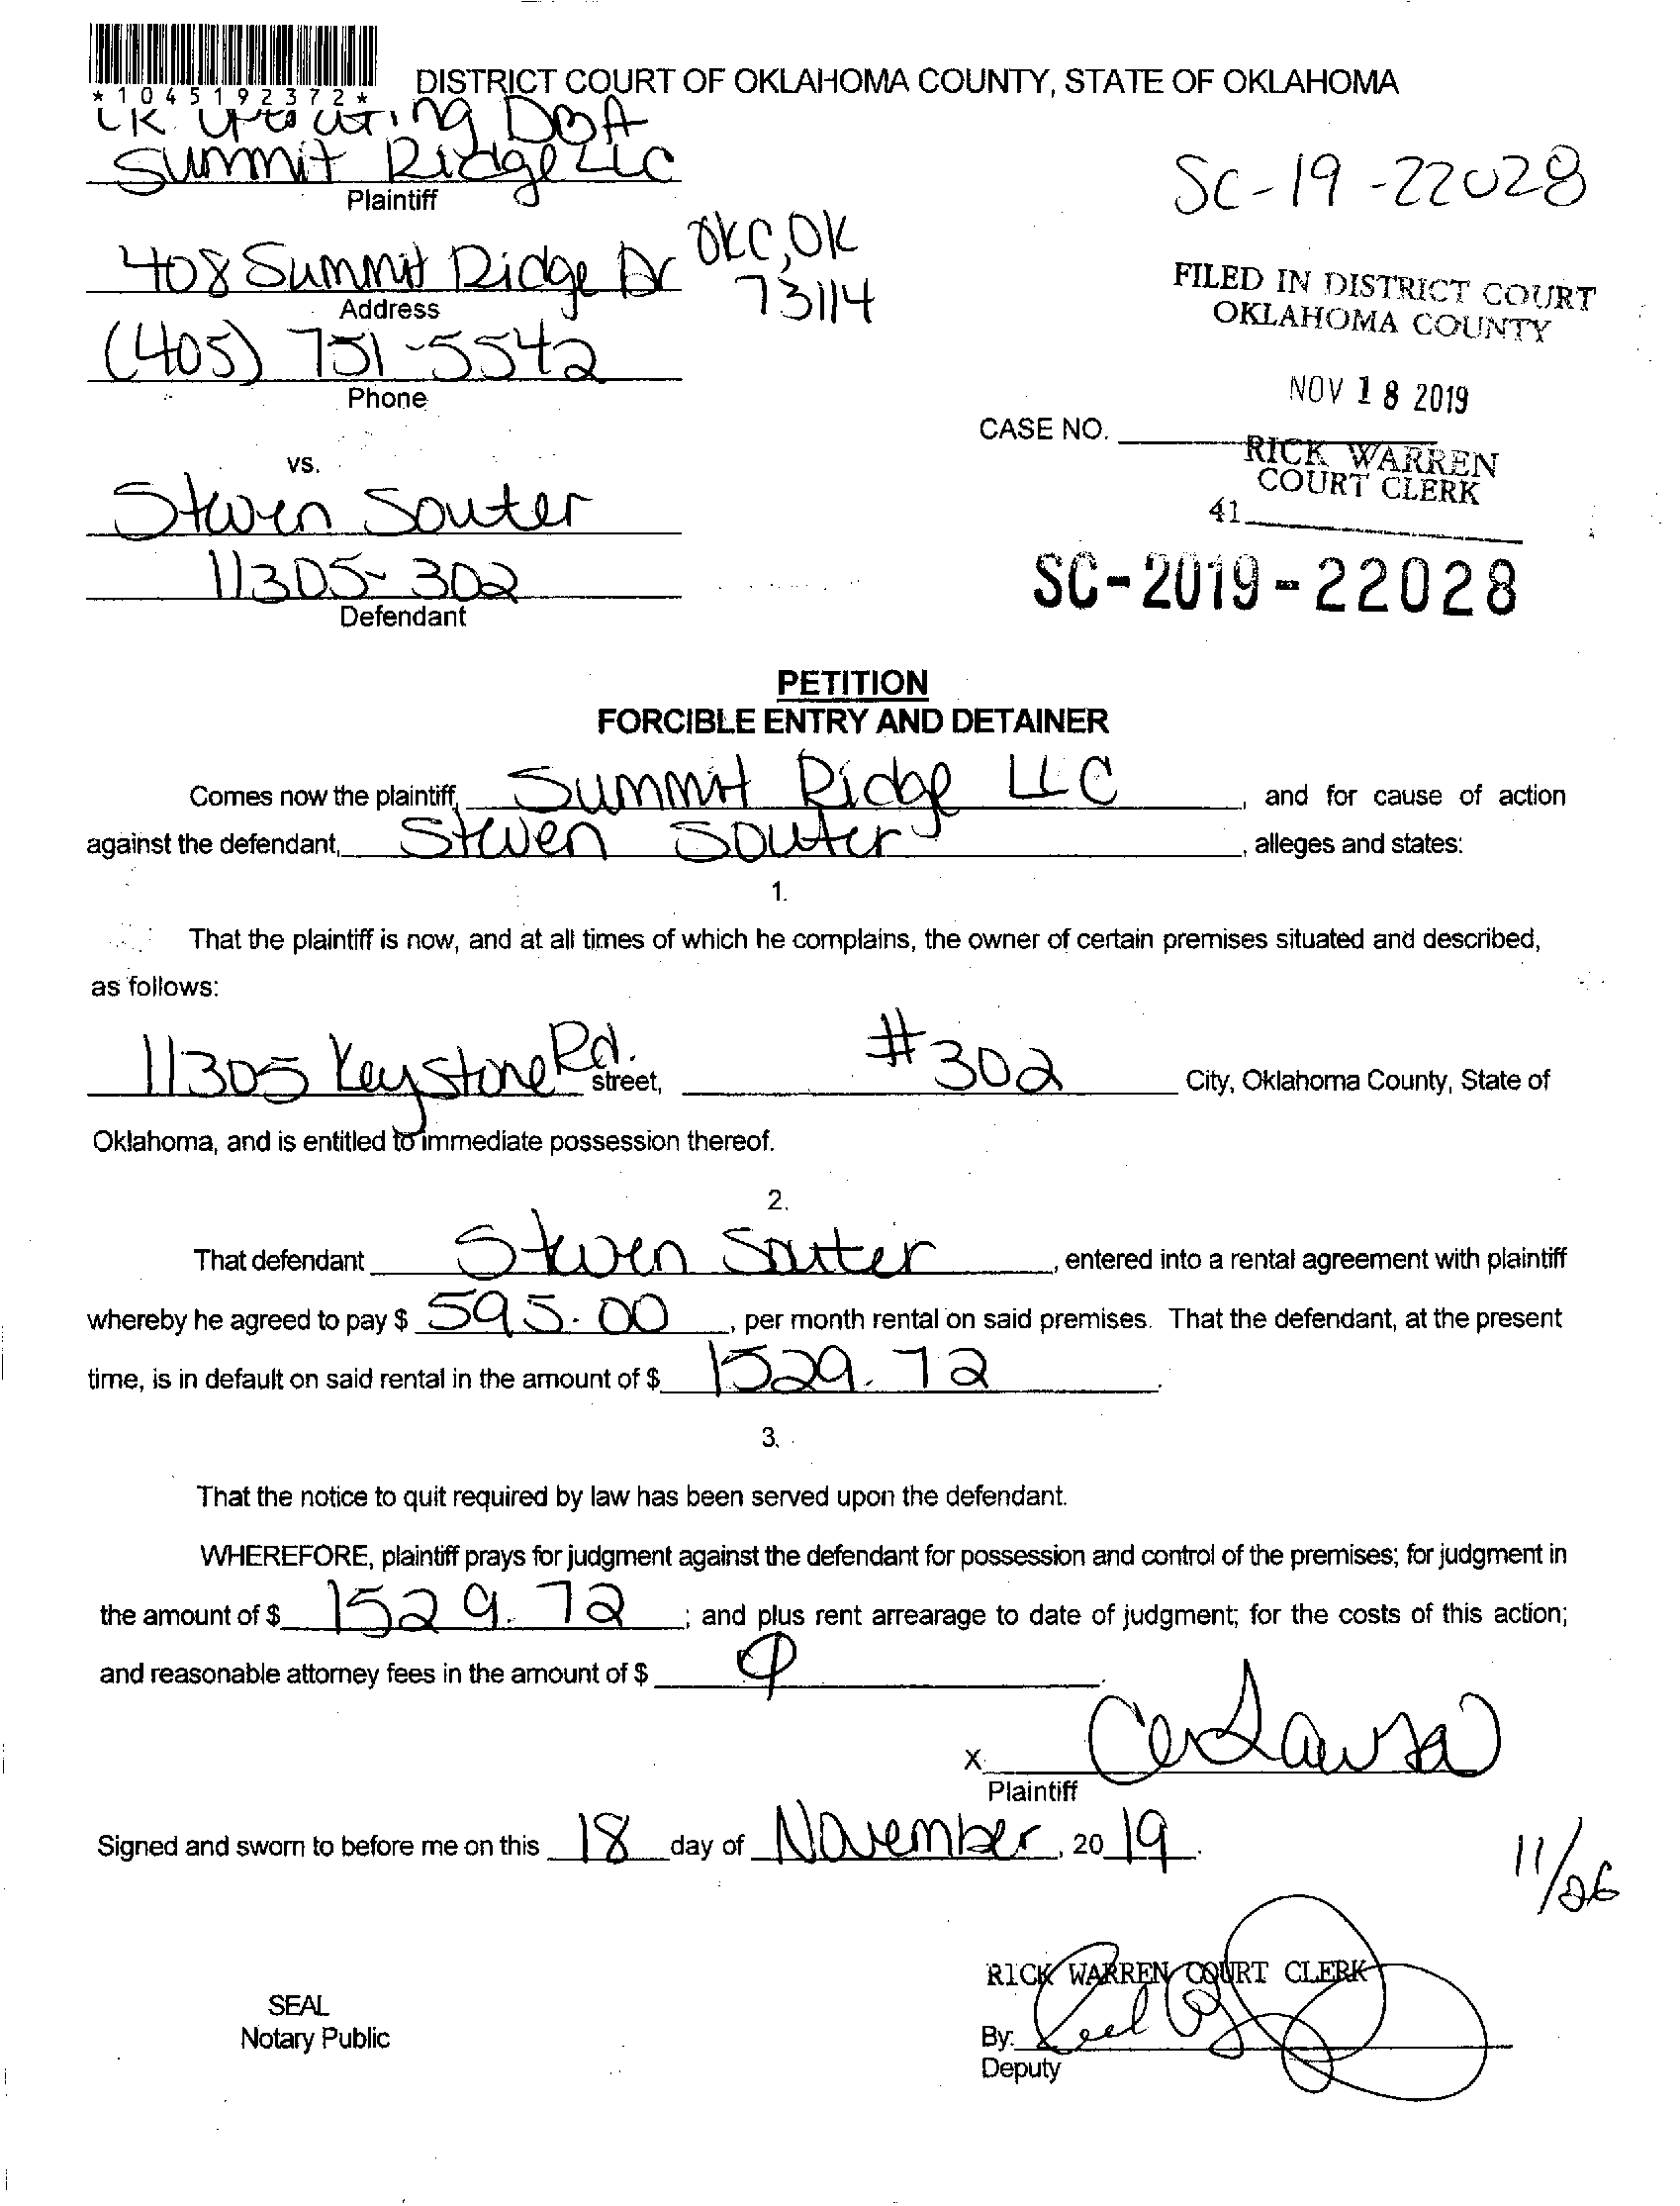 *1045192372*
DISTRICT COURT OF OKLAHOMA COUNTY, STATE OF OKLAHOMA
LK Operating DBA
Summit Ridge LLC
Plaintiff
SC-19-22028
408 Summit Ridge Dr OKC, OK
73114
Address
(405) 751-5542
Phone
FILED IN DISTRICT COURT
OKLAHOMA COUNTY
NOV 18 2019
CASE NO.
RICK WARREN
COURT CLERK
41
vs.
Steven Souter
11305-302
Defendant
SC-2019-22028
PETITION
FORCIBLE ENTRY AND DETAINER
Comes now the plaintiff, Summit Ridge LLC, and for cause of action
against the defendant, Steven Souter, alleges and states:
1.
That the plaintiff is now, and at all times of which he complains, the owner of certain premises situated and described,
as follows:
11305 Keystone Rd. street, #302 City, Oklahoma County, State of
Oklahoma, and is entitled to immediate possession thereof.
2.
That defendant Steven Souter, entered into a rental agreement with plaintiff
whereby he agreed to pay $ 595.00, per month rental on said premises. That the defendant, at the present
time, is in default on said rental in the amount of $ 1529.72.
3.
That the notice to quit required by law has been served upon the defendant.
WHEREFORE, plaintiff prays for judgment against the defendant for possession and control of the premises; for judgment in
the amount of $ 1529.72; and plus rent arrearage to date of judgment; for the costs of this action;
and reasonable attorney fees in the amount of $ .
X
Plaintiff
Signed and sworn to before me on this 18 day of November, 20 19.
11/26
RICK WARREN COURT CLERK
SEAL
Notary Public
By:
Deputy